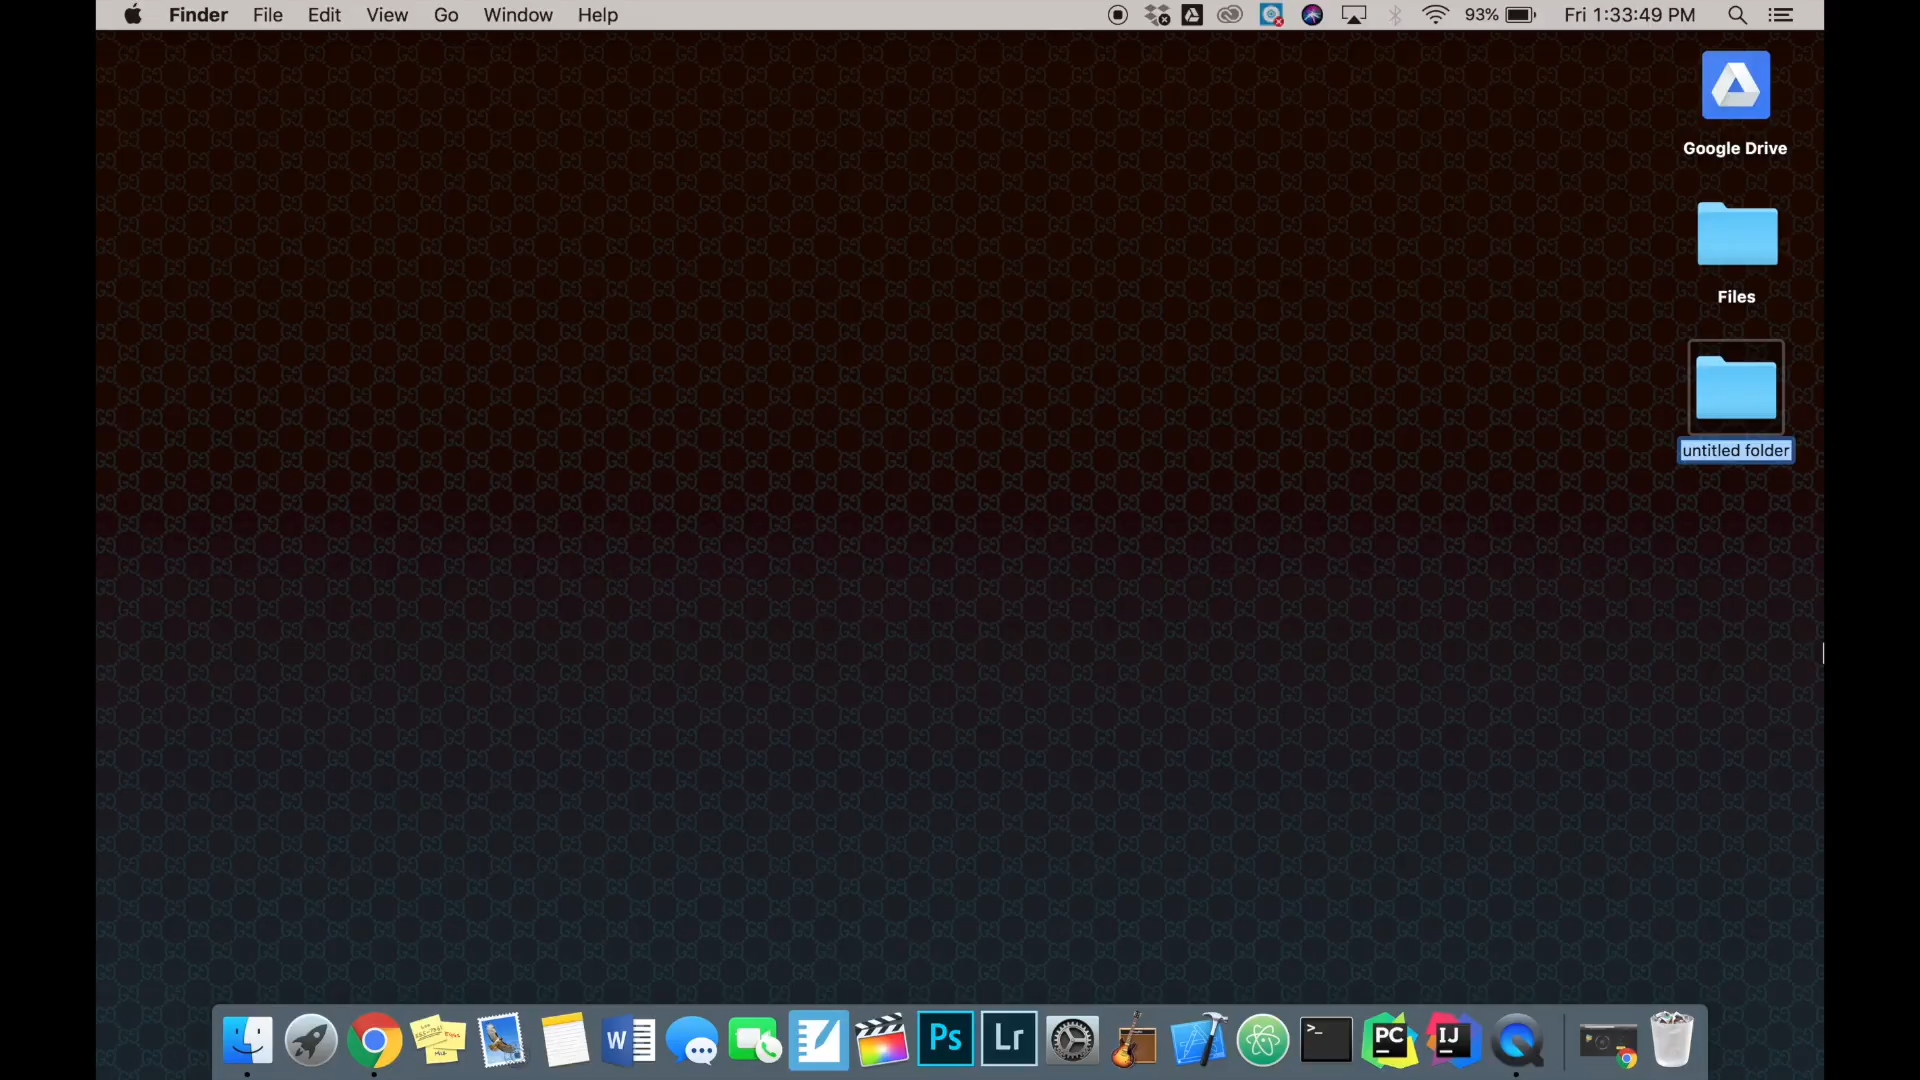 Finder File Edit View Go Window Help 93% Fri 1:33:49 PM
Google Drive
Files
untitled folder
W Ps Lr >_ PC IJ